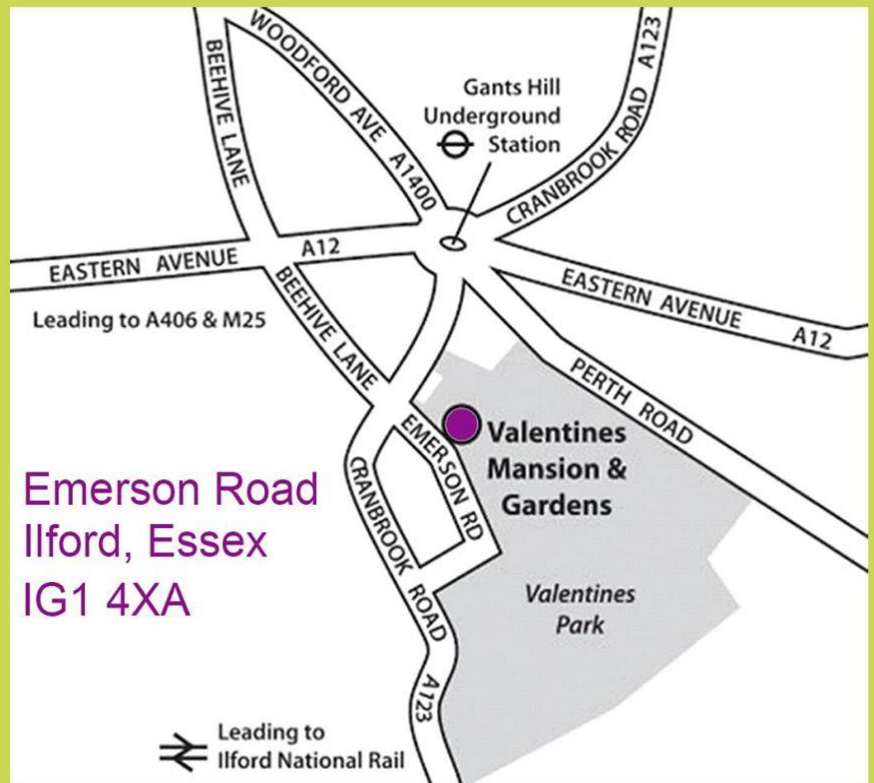 WOODFORD AVE A1400
BEEHIVE LANE
CRANBROOK ROAD A123
Gants Hill
Underground
Station
EASTERN AVENUE A12
EASTERN AVENUE A12
Leading to A406 & M25
BEEHIVE LANE
PERTH ROAD
EMERSON RD
Valentines
Mansion &
Gardens
CRANBROOK ROAD A123
Emerson Road
Ilford, Essex
IG1 4XA
Valentines
Park
Leading to
Ilford National Rail